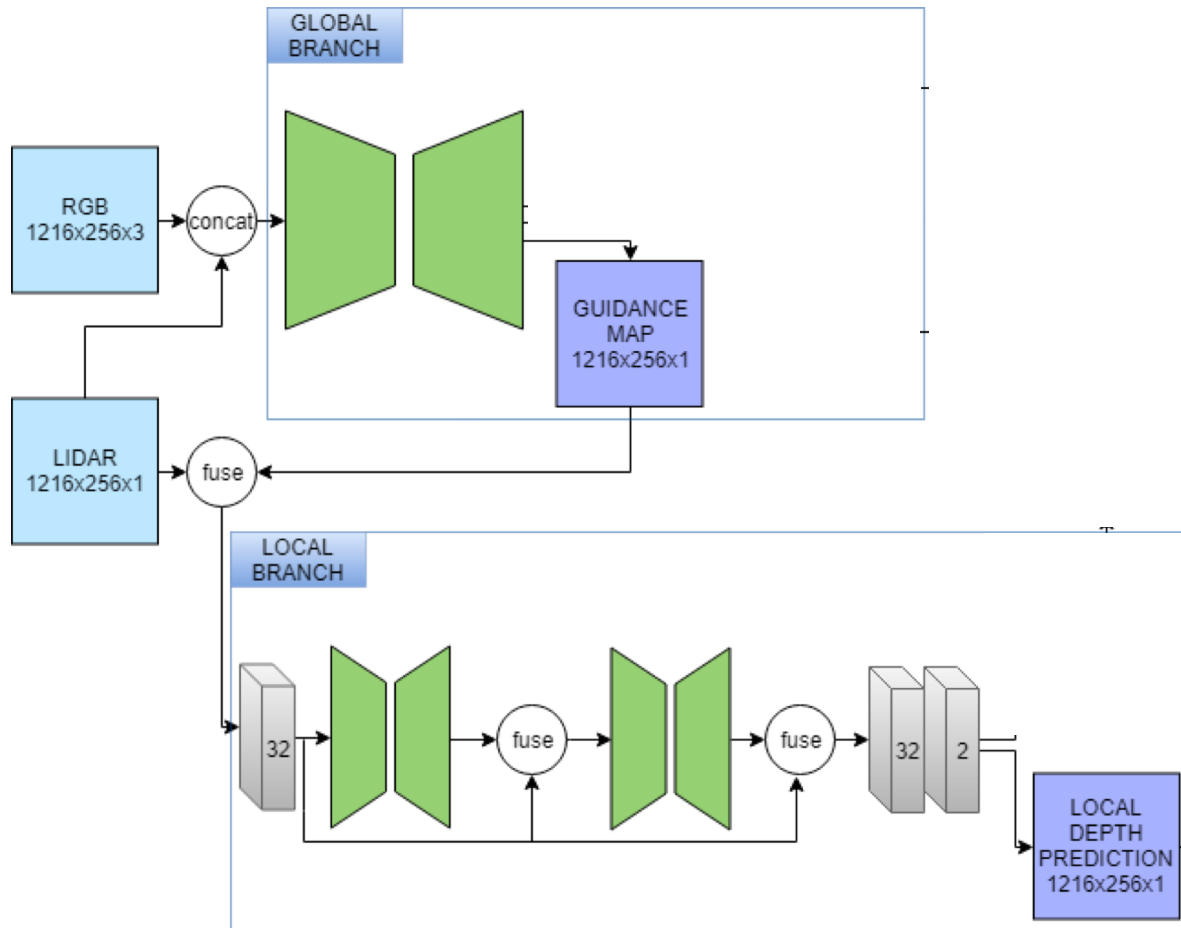 GLOBAL
BRANCH
RGB
1216x256x3
concat
GUIDANCE
MAP
1216x256x1
LIDAR
1216x256x1
fuse
LOCAL
BRANCH
32
fuse
fuse
32
2
LOCAL
DEPTH
PREDICTION
1216x256x1